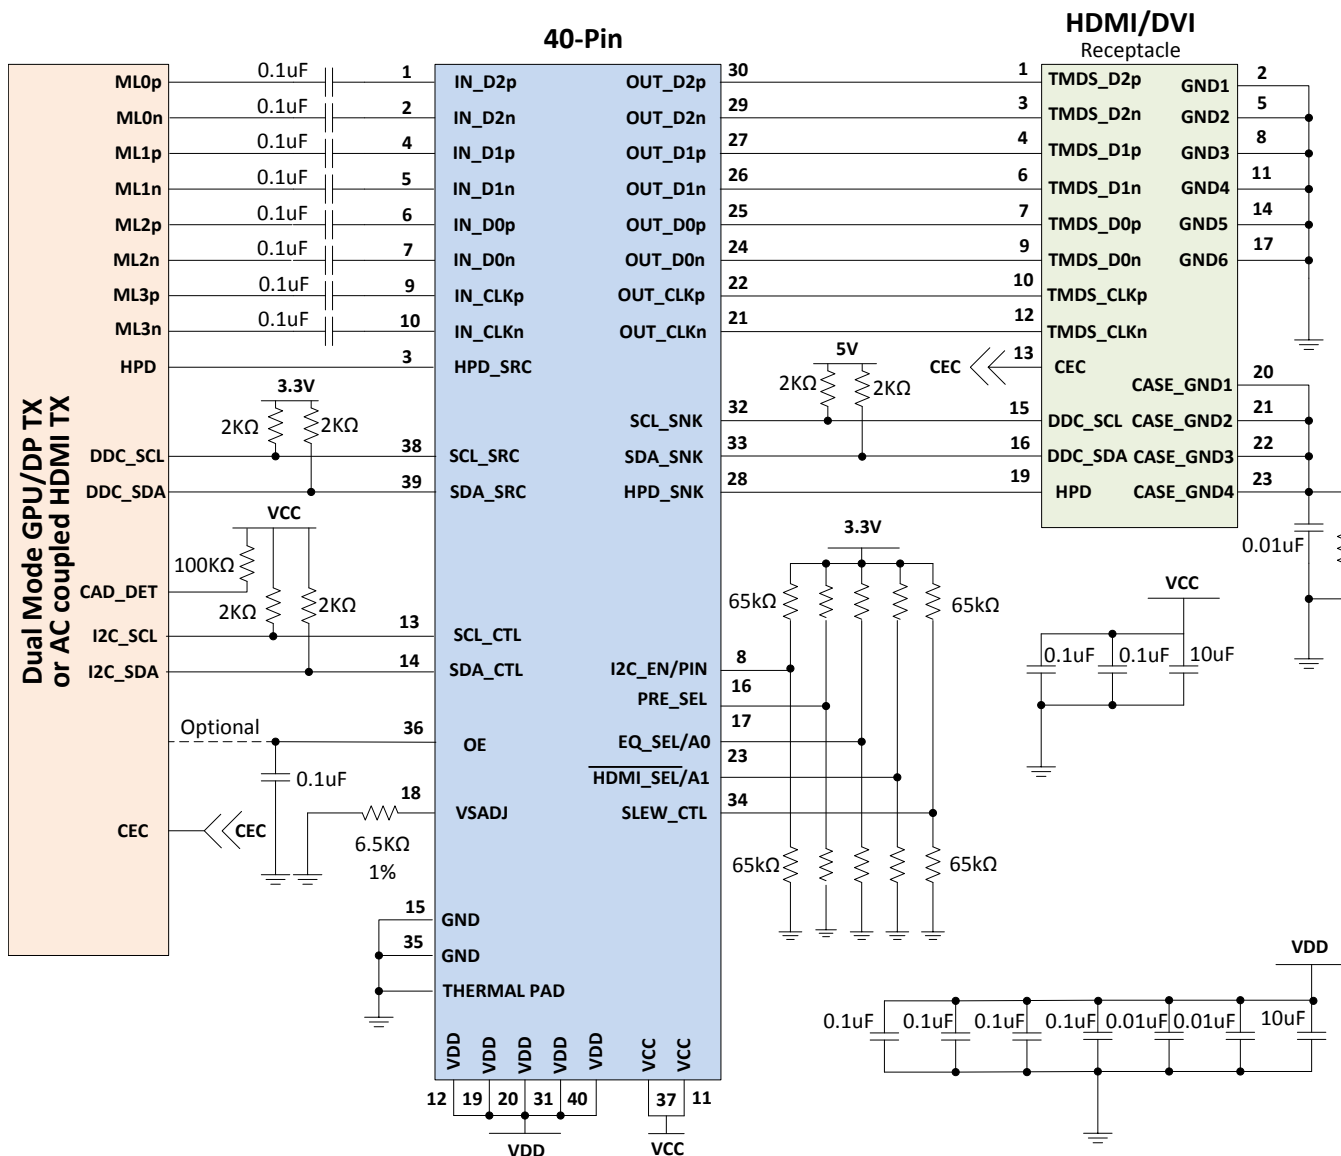 40-Pin
HDMI/DVI
Receptacle
Dual Mode GPU/DP TX
or AC coupled HDMI TX
ML0p 0.1uF 1 IN_D2p OUT_D2p 30 1 TMDS_D2p GND1 2
ML0n 0.1uF 2 IN_D2n OUT_D2n 29 3 TMDS_D2n GND2 5
ML1p 0.1uF 4 IN_D1p OUT_D1p 27 4 TMDS_D1p GND3 8
ML1n 0.1uF 5 IN_D1n OUT_D1n 26 6 TMDS_D1n GND4 11
ML2p 0.1uF 6 IN_D0p OUT_D0p 25 7 TMDS_D0p GND5 14
ML2n 0.1uF 7 IN_D0n OUT_D0n 24 9 TMDS_D0n GND6 17
ML3p 0.1uF 9 IN_CLKp OUT_CLKp 22 10 TMDS_CLKp
ML3n 0.1uF 10 IN_CLKn OUT_CLKn 21 12 TMDS_CLKn
HPD 3 HPD_SRC 5V CEC 13 CEC
3.3V 2KΩ 2KΩ CASE_GND1 20
2KΩ 2KΩ SCL_SNK 32 15 DDC_SCL CASE_GND2 21
DDC_SCL 38 SCL_SRC SDA_SNK 33 16 DDC_SDA CASE_GND3 22
DDC_SDA 39 SDA_SRC HPD_SNK 28 19 HPD CASE_GND4 23
VCC 3.3V 0.01uF
100KΩ
CAD_DET 2KΩ 2KΩ 65kΩ 65kΩ VCC
I2C_SCL 13 SCL_CTL
I2C_SDA 14 SDA_CTL I2C_EN/PIN 8 0.1uF 0.1uF 10uF
PRE_SEL 16
Optional 36 OE EQ_SEL/A0 17
0.1uF HDMI_SEL/A1 23
18 VSADJ SLEW_CTL 34
CEC CEC
6.5KΩ
1%
65kΩ 65kΩ
15 GND
35 GND
THERMAL PAD
VDD
0.1uF 0.1uF 0.1uF 0.1uF 0.01uF 0.01uF 10uF
VDD VDD VDD VDD VDD VCC VCC
12 19 20 31 40 37 11
VDD VCC